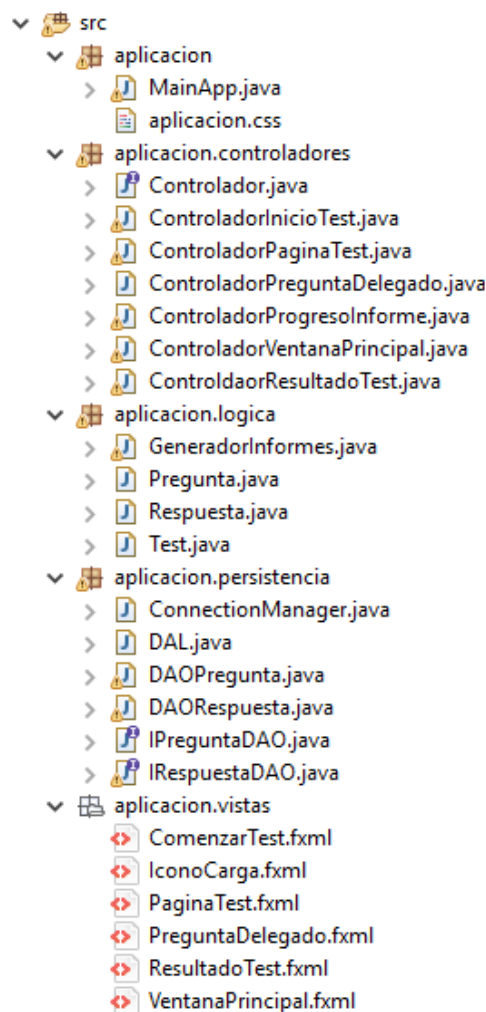 src
aplicacion
MainApp.java
aplicacion.css
aplicacion.controladores
Controlador.java
ControladorInicioTest.java
ControladorPaginaTest.java
ControladorPreguntaDelegado.java
ControladorProgresoInforme.java
ControladorVentanaPrincipal.java
ControldaorResultadoTest.java
aplicacion.logica
GeneradorInformes.java
Pregunta.java
Respuesta.java
Test.java
aplicacion.persistencia
ConnectionManager.java
DAL.java
DAOPregunta.java
DAORespuesta.java
IPreguntaDAO.java
IRespuestaDAO.java
aplicacion.vistas
ComenzarTest.fxml
IconoCarga.fxml
PaginaTest.fxml
PreguntaDelegado.fxml
ResultadoTest.fxml
VentanaPrincipal.fxml